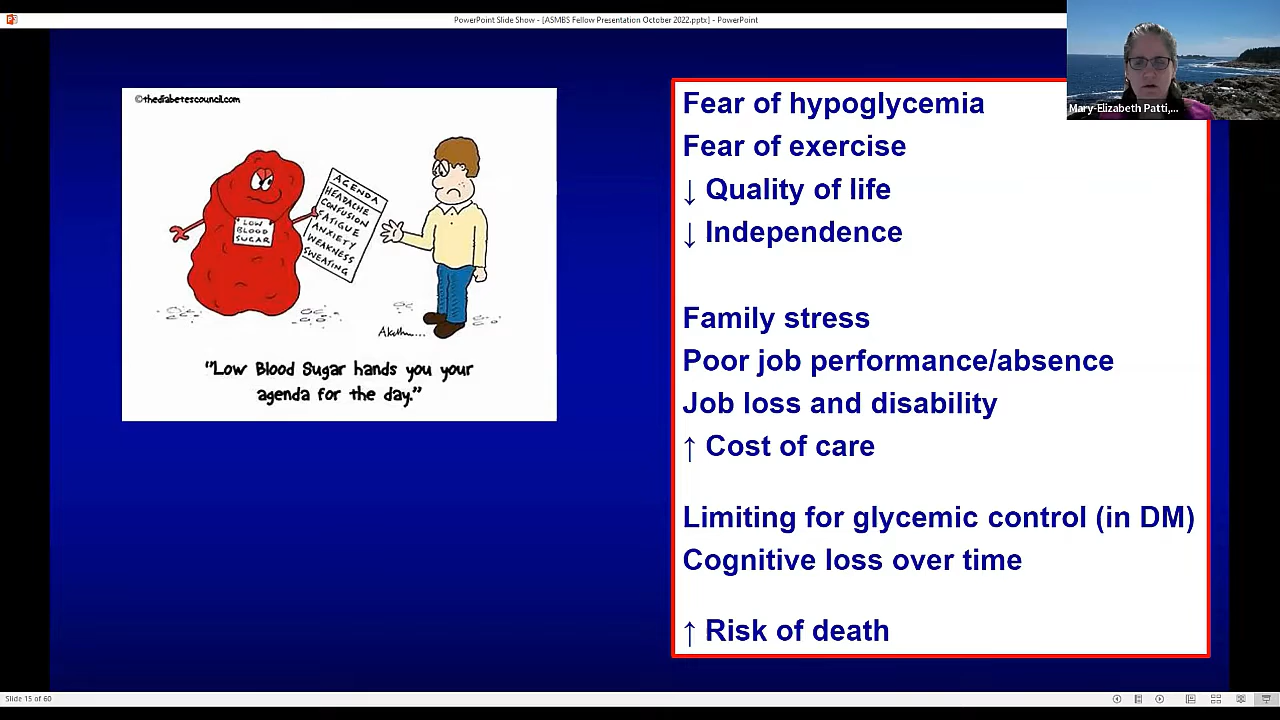 PowerPoint Slide Show - [ASMBS Fellow Presentation October 2022.pptx] - PowerPoint
©thediabetescouncil.com
AGENDA
HEADACHE
CONFUSION
FATIGUE
ANXIETY
WEAKNESS
SWEATING
LOW
BLOOD
SUGAR
"Low Blood Sugar hands you your
agenda for the day."
Fear of hypoglycemia
Fear of exercise
↓ Quality of life
↓ Independence
Family stress
Poor job performance/absence
Job loss and disability
↑ Cost of care
Limiting for glycemic control (in DM)
Cognitive loss over time
↑ Risk of death
Mary-Elizabeth Patti,...
Slide 15 of 60